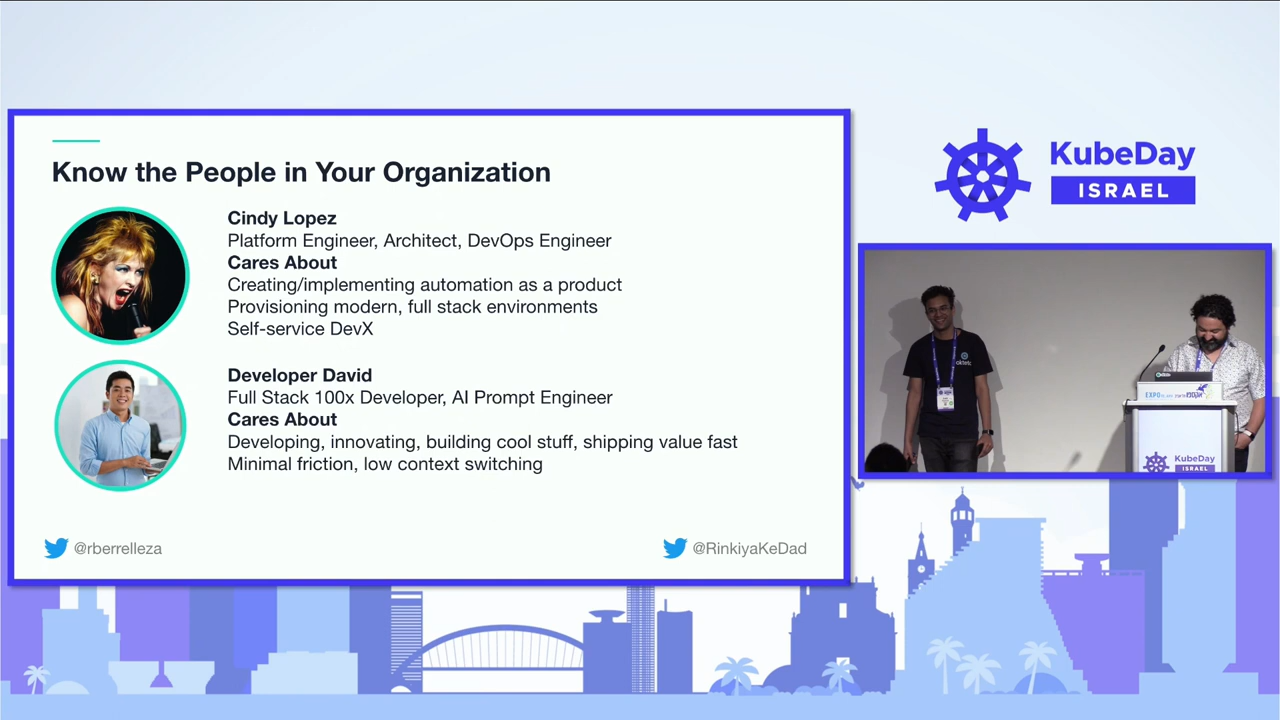 Know the People in Your Organization
Cindy Lopez
Platform Engineer, Architect, DevOps Engineer
Cares About
Creating/implementing automation as a product
Provisioning modern, full stack environments
Self-service DevX
Developer David
Full Stack 100x Developer, AI Prompt Engineer
Cares About
Developing, innovating, building cool stuff, shipping value fast
Minimal friction, low context switching
@rberrelleza
@RinkiyaKeDad
KubeDay
ISRAEL
okteto
EXPO
KubeDay
ISRAEL